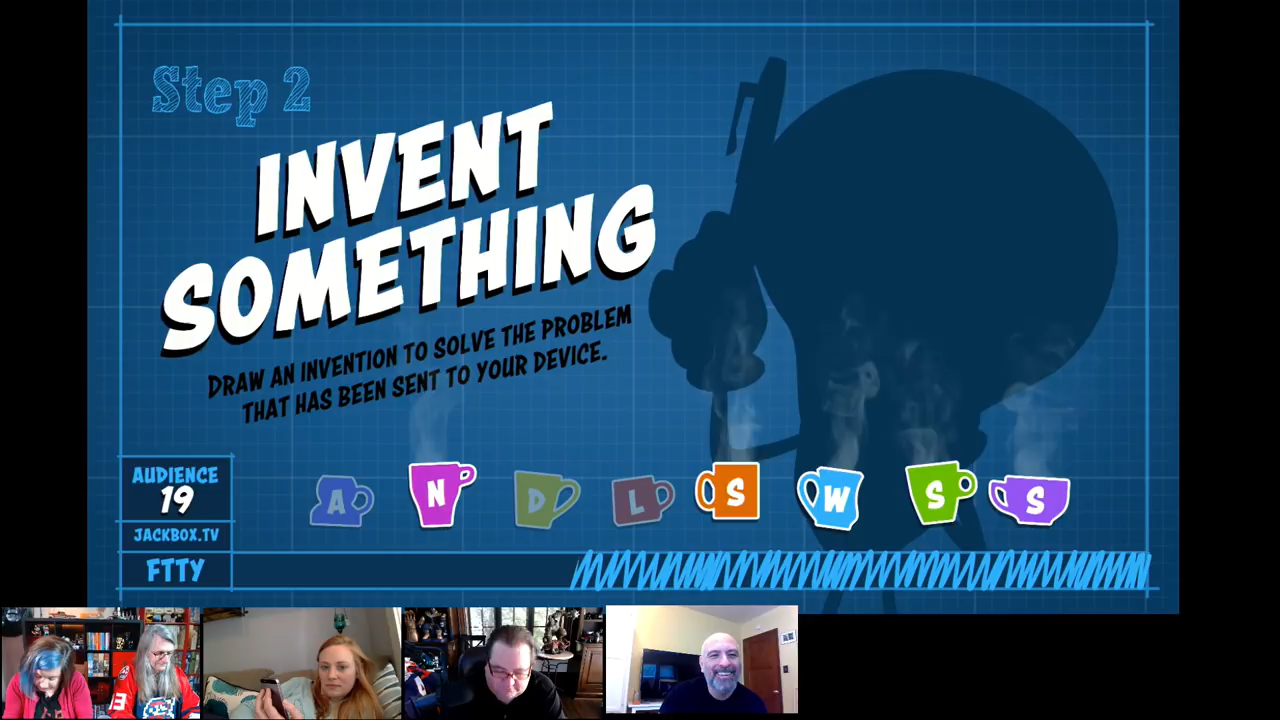 Step 2
INVENT
SOMETHING
DRAW AN INVENTION TO SOLVE THE PROBLEM
THAT HAS BEEN SENT TO YOUR DEVICE.
AUDIENCE
19
JACKBOX.TV
FTTY
A N D L S W S S